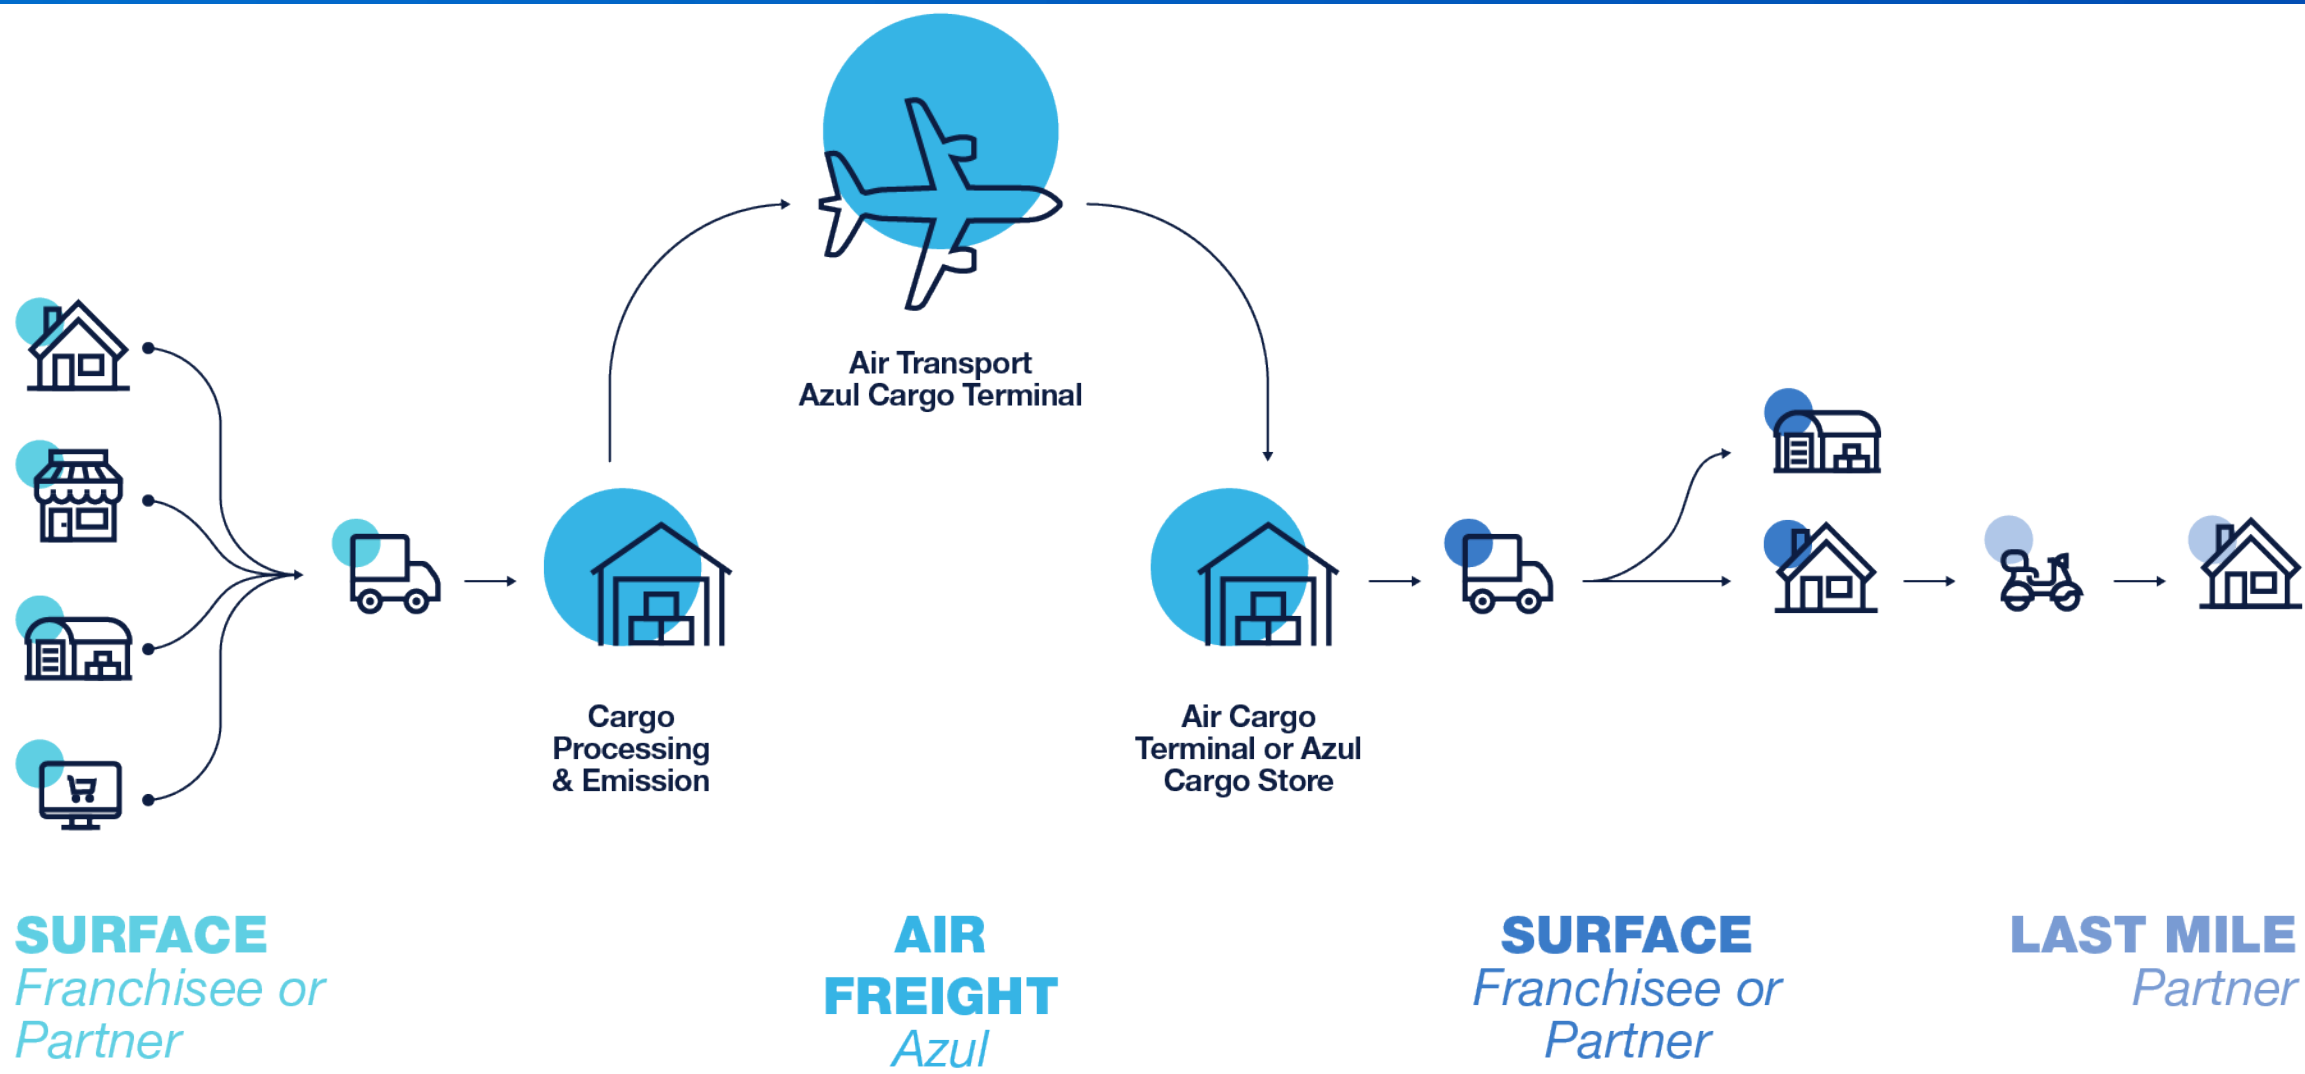 Air Transport
Azul Cargo Terminal
Cargo
Processing
& Emission
Air Cargo
Terminal or Azul
Cargo Store
SURFACE
Franchisee or
Partner
AIR
FREIGHT
Azul
SURFACE
Franchisee or
Partner
LAST MILE
Partner